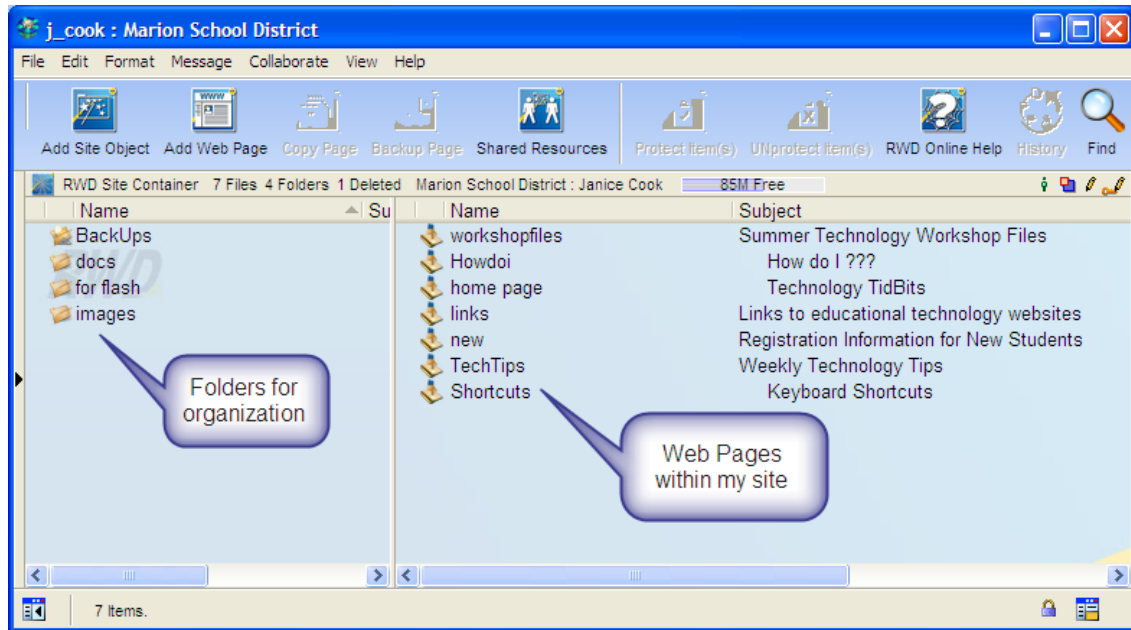 j_cook : Marion School District
File Edit Format Message Collaborate View Help
WWW
Add Site Object Add Web Page Copy Page Backup Page Shared Resources Protect Item(s) UNprotect Item(s) RWD Online Help History Find
RWD Site Container 7 Files 4 Folders 1 Deleted Marion School District : Janice Cook 85M Free
Name Su
BackUps
docs
for flash
images
RWD
Folders for
organization
Name Subject
workshopfiles Summer Technology Workshop Files
Howdoi How do I ???
home page Technology TidBits
links Links to educational technology websites
new Registration Information for New Students
TechTips Weekly Technology Tips
Shortcuts Keyboard Shortcuts
Web Pages
within my site
7 Items.